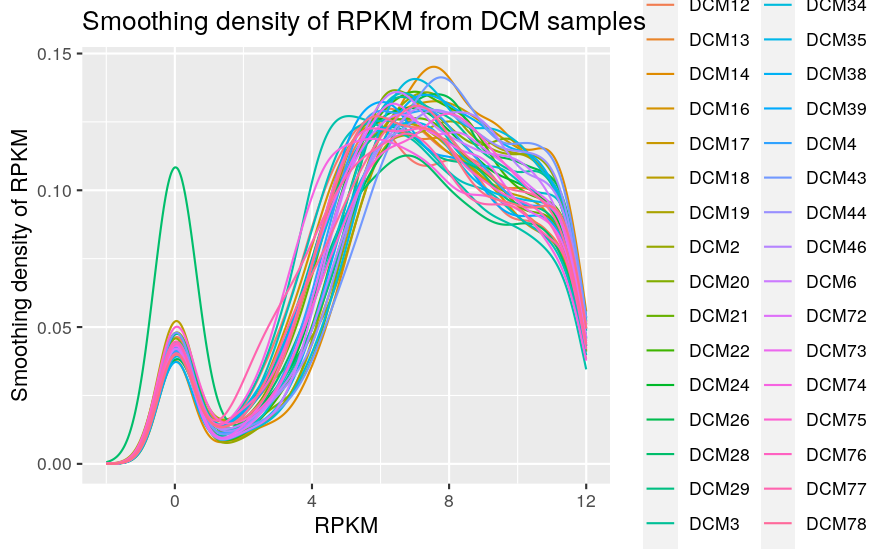 Smoothing density of RPKM from DCM samples
Smoothing density of RPKM
0.15
0.10
0.05
0.00
0
4
8
12
RPKM
DCM12
DCM13
DCM14
DCM16
DCM17
DCM18
DCM19
DCM2
DCM20
DCM21
DCM22
DCM24
DCM26
DCM28
DCM29
DCM3
DCM34
DCM35
DCM38
DCM39
DCM4
DCM43
DCM44
DCM46
DCM6
DCM72
DCM73
DCM74
DCM75
DCM76
DCM77
DCM78